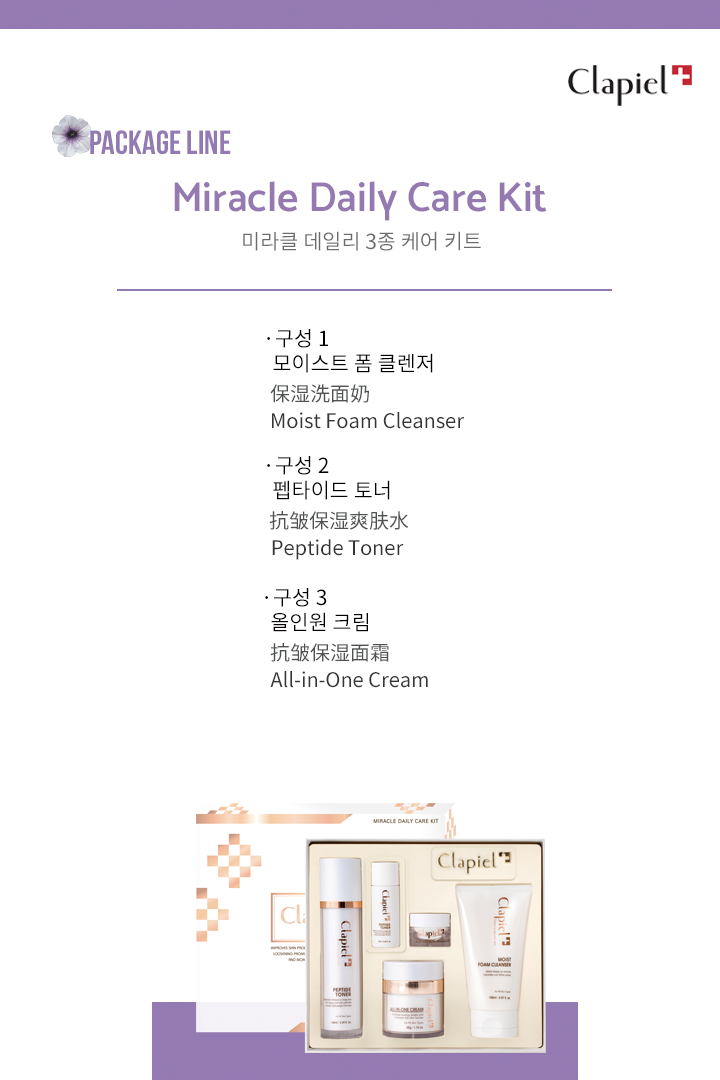 Clapiel
PACKAGE LINE
Miracle Daily Care Kit
미라클 데일리 3종 케어 키트
· 구성 1
모이스트 폼 클렌저
保湿洗面奶
Moist Foam Cleanser
· 구성 2
펩타이드 토너
抗皱保湿爽肤水
Peptide Toner
· 구성 3
올인원 크림
抗皱保湿面霜
All-in-One Cream
MIRACLE DAILY CARE KIT
Clapiel
Clapiel
PEPTIDE
TONER
Clapiel
PEPTIDE
TONER
Clapiel
ALL-IN-ONE CREAM
Clapiel
MOIST
FOAM CLEANSER